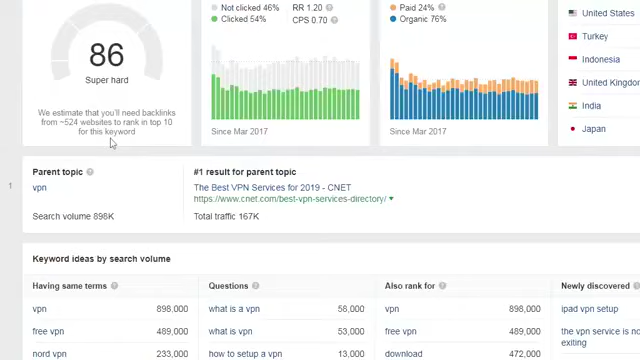 86
Super hard
We estimate that you'll need backlinks
from ~524 websites to rank in top 10
for this keyword
Not clicked 46%
Clicked 54%
RR 1.20
CPS 0.70
Since Mar 2017
Paid 24%
Organic 76%
Since Mar 2017
United States
Turkey
Indonesia
United Kingdom
India
Japan
1
Parent topic
vpn
Search volume 898K
#1 result for parent topic
The Best VPN Services for 2019 - CNET
https://www.cnet.com/best-vpn-services-directory/
Total traffic 167K
Keyword ideas by search volume
Having same terms
vpn 898,000
free vpn 489,000
nord vpn 233,000
Questions
what is a vpn 58,000
what is vpn 53,000
how to setup a vpn 13,000
Also rank for
vpn 898,000
free vpn 489,000
download 472,000
Newly discovered
ipad vpn setup
the vpn service is no
exiting